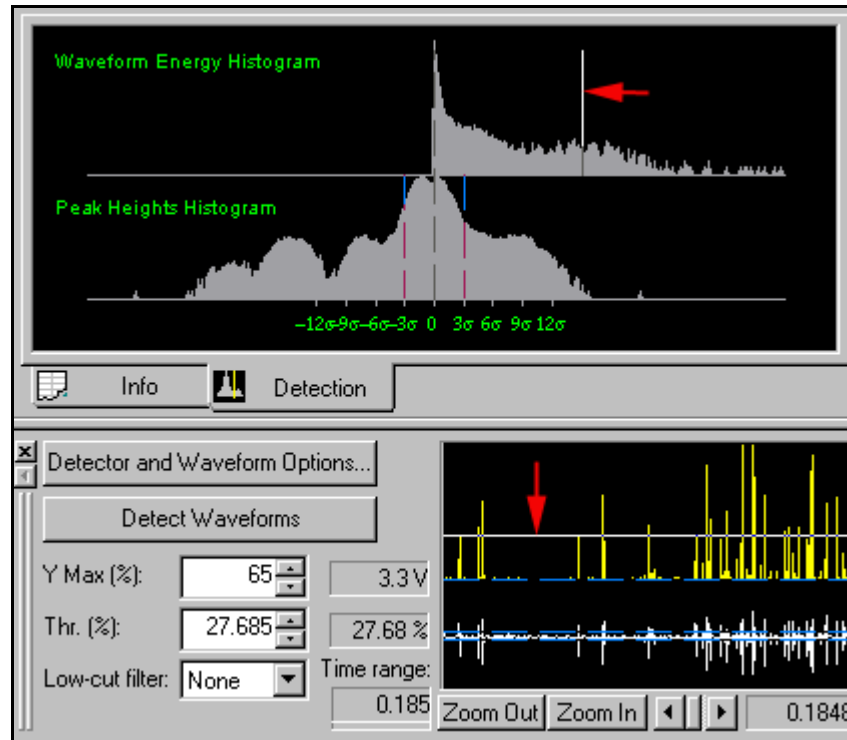 Waveform Energy Histogram
Peak Heights Histogram
−12σ-9σ−6σ−3σ 0 3σ 6σ 9σ 12σ
Info Detection
Detector and Waveform Options...
Detect Waveforms
Y Max (%): 65 3.3 V
Thr. (%): 27.685 27.68 %
Low-cut filter: None Time range:
0.185 Zoom Out Zoom In 0.1848